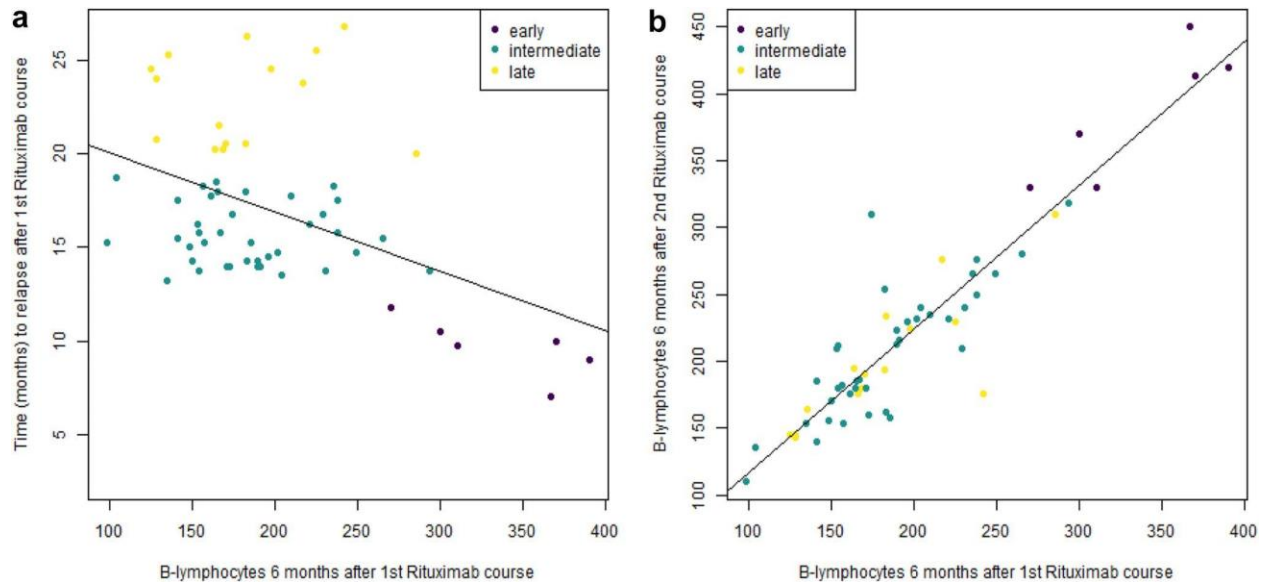 a
early
intermediate
late
Time (months) to relapse after 1st Rituximab course
25
20
15
10
5
100 150 200 250 300 350 400
B-lymphocytes 6 months after 1st Rituximab course
b
early
intermediate
late
B-lymphocytes 6 months after 2nd Rituximab course
450
400
350
300
250
200
150
100
100 150 200 250 300 350 400
B-lymphocytes 6 months after 1st Rituximab course